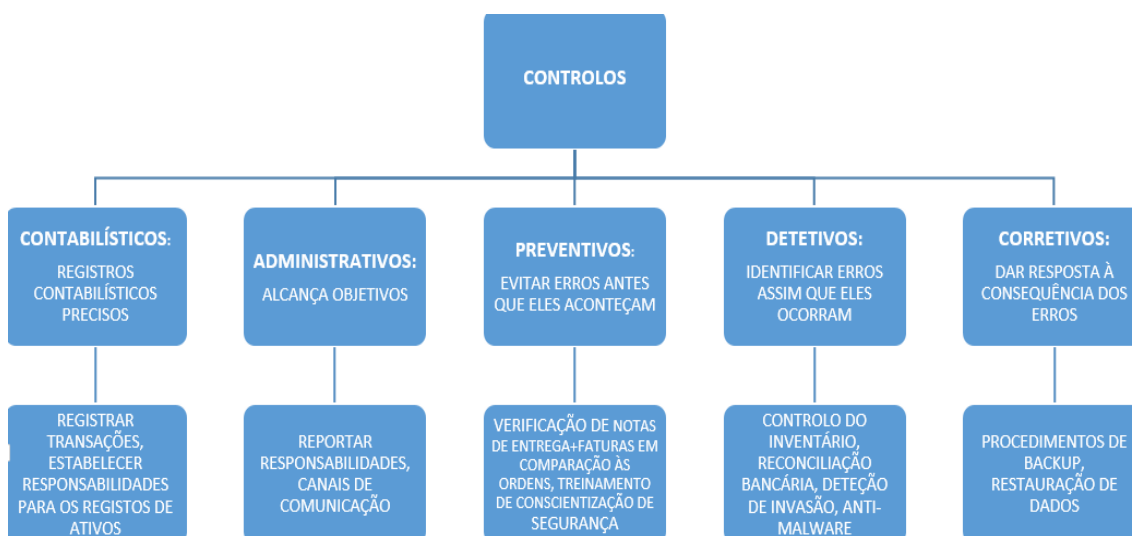 CONTROLOS
CONTABILÍSTICOS:
REGISTROS
CONTABILÍSTICOS
PRECISOS
ADMINISTRATIVOS:
ALCANÇA OBJETIVOS
PREVENTIVOS:
EVITAR ERROS ANTES
QUE ELES ACONTEÇAM
DETETIVOS:
IDENTIFICAR ERROS
ASSIM QUE ELES
OCORRAM
CORRETIVOS:
DAR RESPOSTA À
CONSEQUÊNCIA DOS
ERROS
REGISTRAR
TRANSAÇÕES,
ESTABELECER
RESPONSABILIDADES
PARA OS REGISTOS DE
ATIVOS
REPORTAR
RESPONSABILIDADES,
CANAIS DE
COMUNICAÇÃO
VERIFICAÇÃO DE NOTAS
DE ENTREGA+FATURAS EM
COMPARAÇÃO ÀS
ORDENS, TREINAMENTO
DE CONSCIENTIZAÇÃO DE
SEGURANÇA
CONTROLO DO
INVENTÁRIO,
RECONCILIAÇÃO
BANCÁRIA, DETEÇÃO
DE INVASÃO, ANTI-
MALWARE
PROCEDIMENTOS DE
BACKUP,
RESTAURAÇÃO DE
DADOS